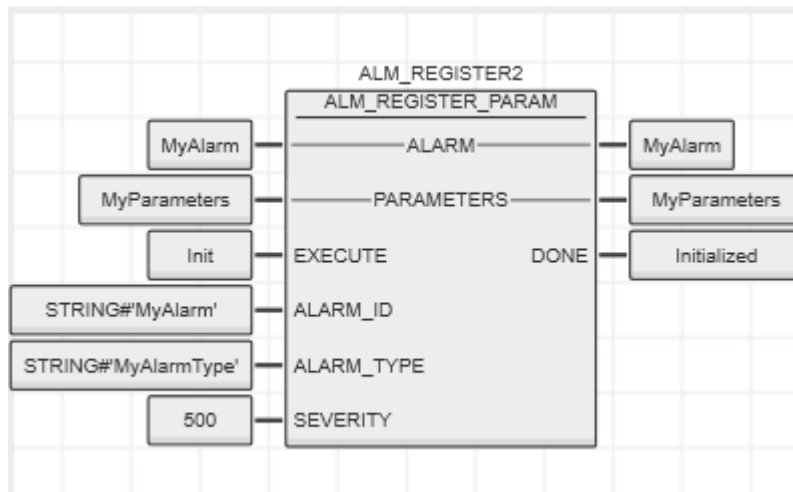 ALM_REGISTER2
ALM_REGISTER_PARAM
MyAlarm ALARM MyAlarm
MyParameters PARAMETERS MyParameters
Init EXECUTE DONE Initialized
STRING#'MyAlarm' ALARM_ID
STRING#'MyAlarmType' ALARM_TYPE
500 SEVERITY